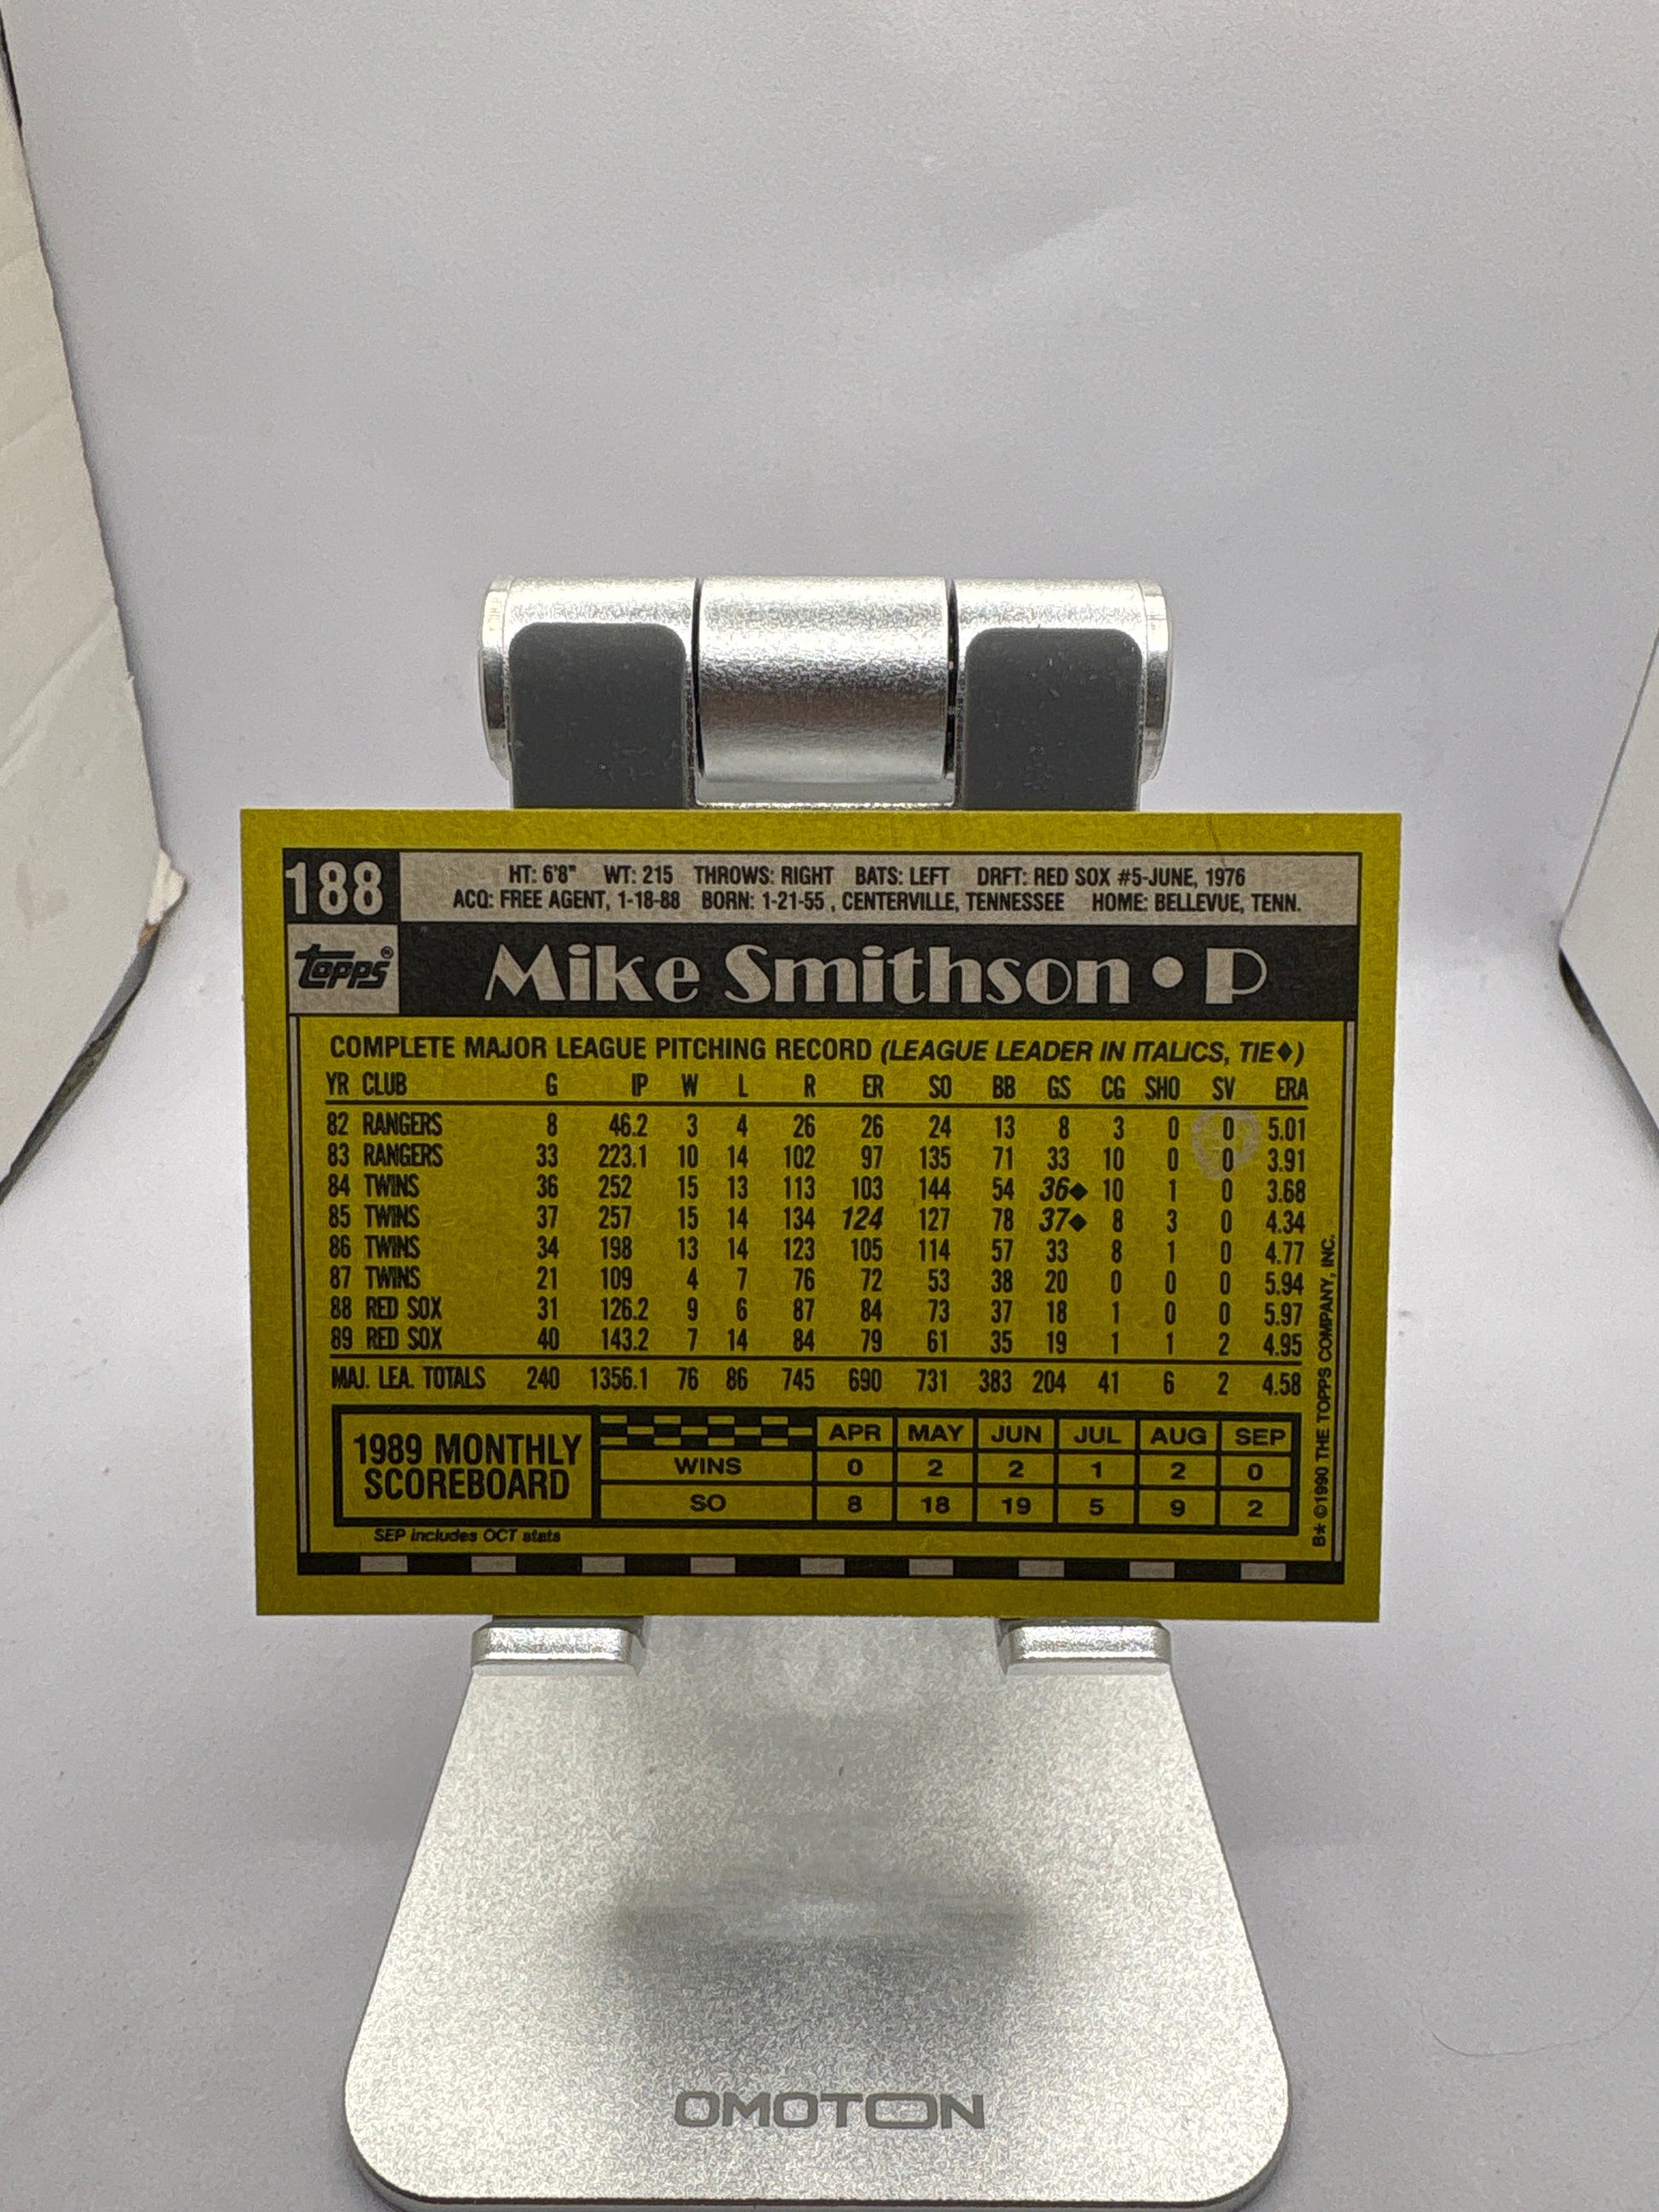 188
HT: 6'8" WT: 215 THROWS: RIGHT BATS: LEFT DRFT: RED SOX #5-JUNE, 1976
ACQ: FREE AGENT, 1-18-88 BORN: 1-21-55, CENTERVILLE, TENNESSEE HOME: BELLEVUE, TENN.
topps®
Mike Smithson • P
COMPLETE MAJOR LEAGUE PITCHING RECORD (LEAGUE LEADER IN ITALICS, TIE♦)
YR CLUB G IP W L R ER SO BB GS CG SHO SV ERA
82 RANGERS 8 46.2 3 4 26 26 24 13 8 3 0 0 5.01
83 RANGERS 33 223.1 10 14 102 97 135 71 33 10 0 0 3.91
84 TWINS 36 252 15 13 113 103 144 54 36♦ 10 1 0 3.68
85 TWINS 37 257 15 14 134 124 127 78 37♦ 8 3 0 4.34
86 TWINS 34 198 13 14 123 105 114 57 33 8 1 0 4.77
87 TWINS 21 109 4 7 76 72 53 38 20 0 0 0 5.94
88 RED SOX 31 126.2 9 6 87 84 73 37 18 1 0 0 5.97
89 RED SOX 40 143.2 7 14 84 79 61 35 19 1 1 2 4.95
MAJ. LEA. TOTALS 240 1356.1 76 86 745 690 731 383 204 41 6 2 4.58
1989 MONTHLY
SCOREBOARD
APR MAY JUN JUL AUG SEP
WINS 0 2 2 1 2 0
SO 8 18 19 5 9 2
SEP includes OCT stats
B* ©1990 THE TOPPS COMPANY, INC.
OMOTON